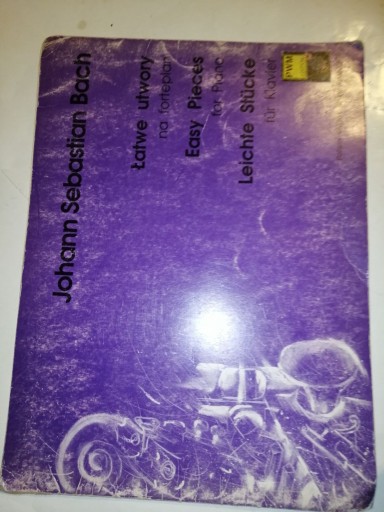 Johann Sebastian Bach
Łatwe utwory
na fortepian
Easy Pieces
for Piano
Leichte Stücke
für Klavier
PWM